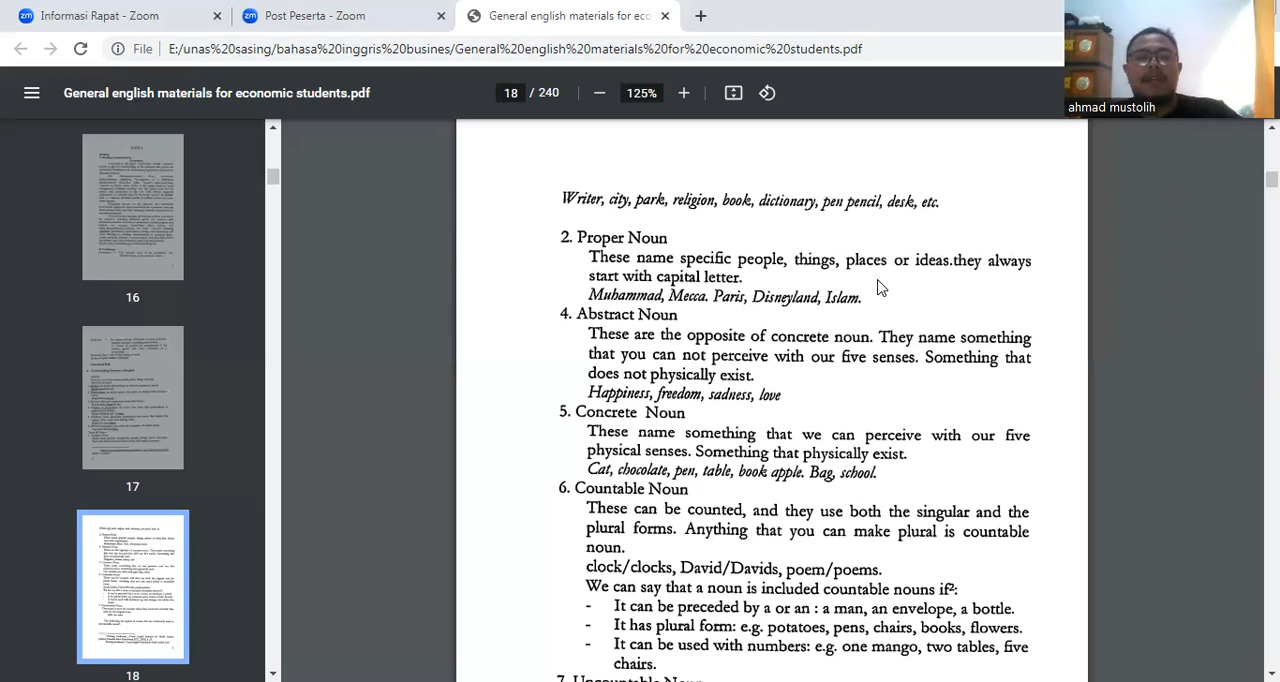 Informasi Rapat - Zoom
Post Peserta - Zoom
General english materials for eco
File E:/unas%20sasing/bahasa%20inggris%20busines/General%20english%20materials%20for%20economic%20students.pdf
ahmad mustolih
General english materials for economic students.pdf
18 / 240
125%
16
17
18
Writer, city, park, religion, book, dictionary, pen pencil, desk, etc.
2. Proper Noun
These name specific people, things, places or ideas.they always
start with capital letter.
Muhammad, Mecca. Paris, Disneyland, Islam.
4. Abstract Noun
These are the opposite of concrete noun. They name something
that you can not perceive with our five senses. Something that
does not physically exist.
Happiness, freedom, sadness, love
5. Concrete Noun
These name something that we can perceive with our five
physical senses. Something that physically exist.
Cat, chocolate, pen, table, book apple. Bag, school.
6. Countable Noun
These can be counted, and they use both the singular and the
plural forms. Anything that you can make plural is countable
noun.
clock/clocks, David/Davids, poem/poems.
We can say that a noun is included countable nouns if²:
- It can be preceded by a or an : a man, an envelope, a bottle.
- It has plural form: e.g. potatoes, pens, chairs, books, flowers.
- It can be used with numbers: e.g. one mango, two tables, five
chairs.
7. Uncountable Noun